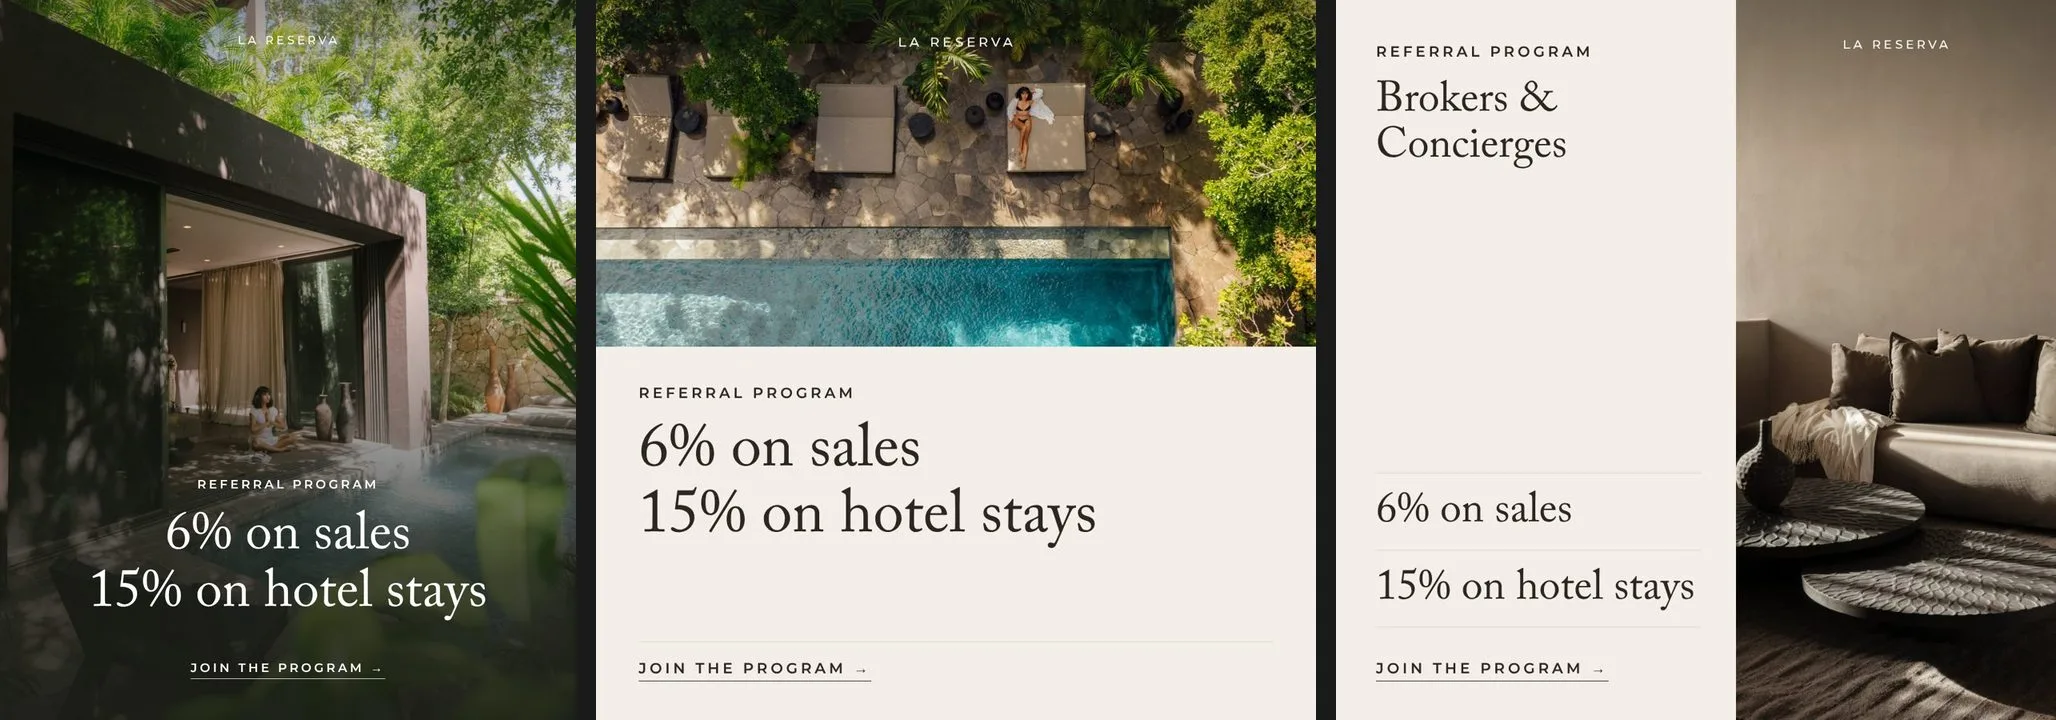 LA RESERVA
REFERRAL PROGRAM
6% on sales
15% on hotel stays
JOIN THE PROGRAM →
LA RESERVA
REFERRAL PROGRAM
6% on sales
15% on hotel stays
JOIN THE PROGRAM →
REFERRAL PROGRAM
Brokers &
Concierges
6% on sales
15% on hotel stays
JOIN THE PROGRAM →
LA RESERVA